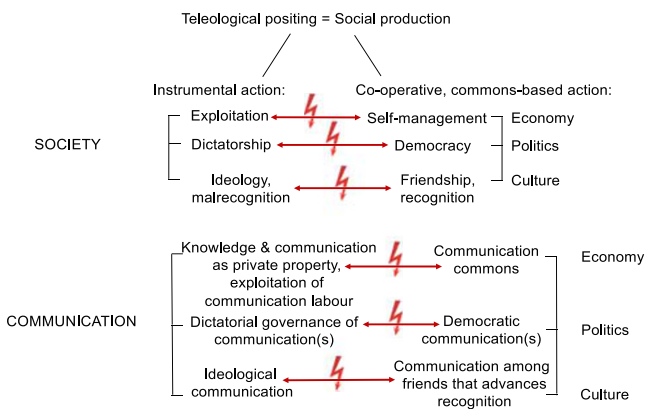 Teleological positing = Social production
Instrumental action:
Co-operative, commons-based action:
Exploitation
Self-management
Economy
SOCIETY
Dictatorship
Democracy
Politics
Ideology,
malrecognition
Friendship,
recognition
Culture
Knowledge & communication
as private property,
exploitation of
communication labour
Communication
commons
Economy
COMMUNICATION
Dictatorial governance of
communication(s)
Democratic
communication(s)
Politics
Ideological
communication
Communication among
friends that advances
recognition
Culture